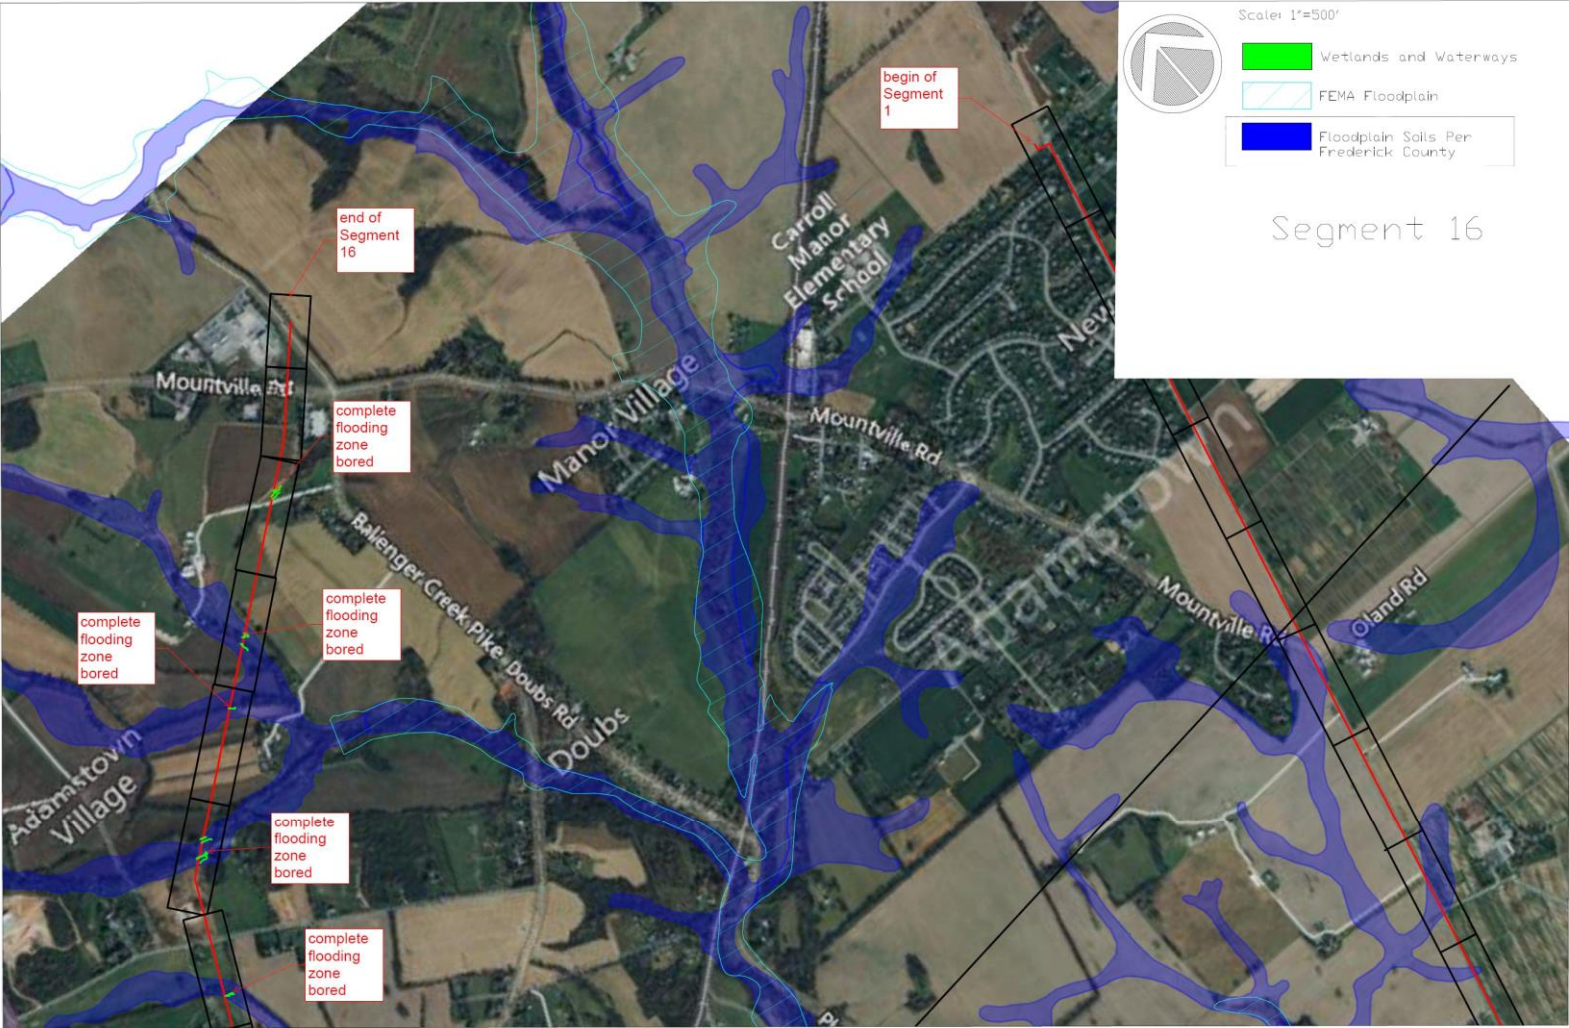 Scale: 1"=500'
Wetlands and Waterways
FEMA Floodplain
Floodplain Soils Per
Frederick County
Segment 16
begin of
Segment
1
end of
Segment
16
Carroll
Manor
Elementary
School
Mountville Rd
complete
flooding
zone
bored
Manor Village
Mountville Rd
Adamstown
Ballenger Creek Pike
Doubs Rd
Doubs
complete
flooding
zone
bored
complete
flooding
zone
bored
Mountville R
Oland Rd
Adamstown
Village
complete
flooding
zone
bored
complete
flooding
zone
bored